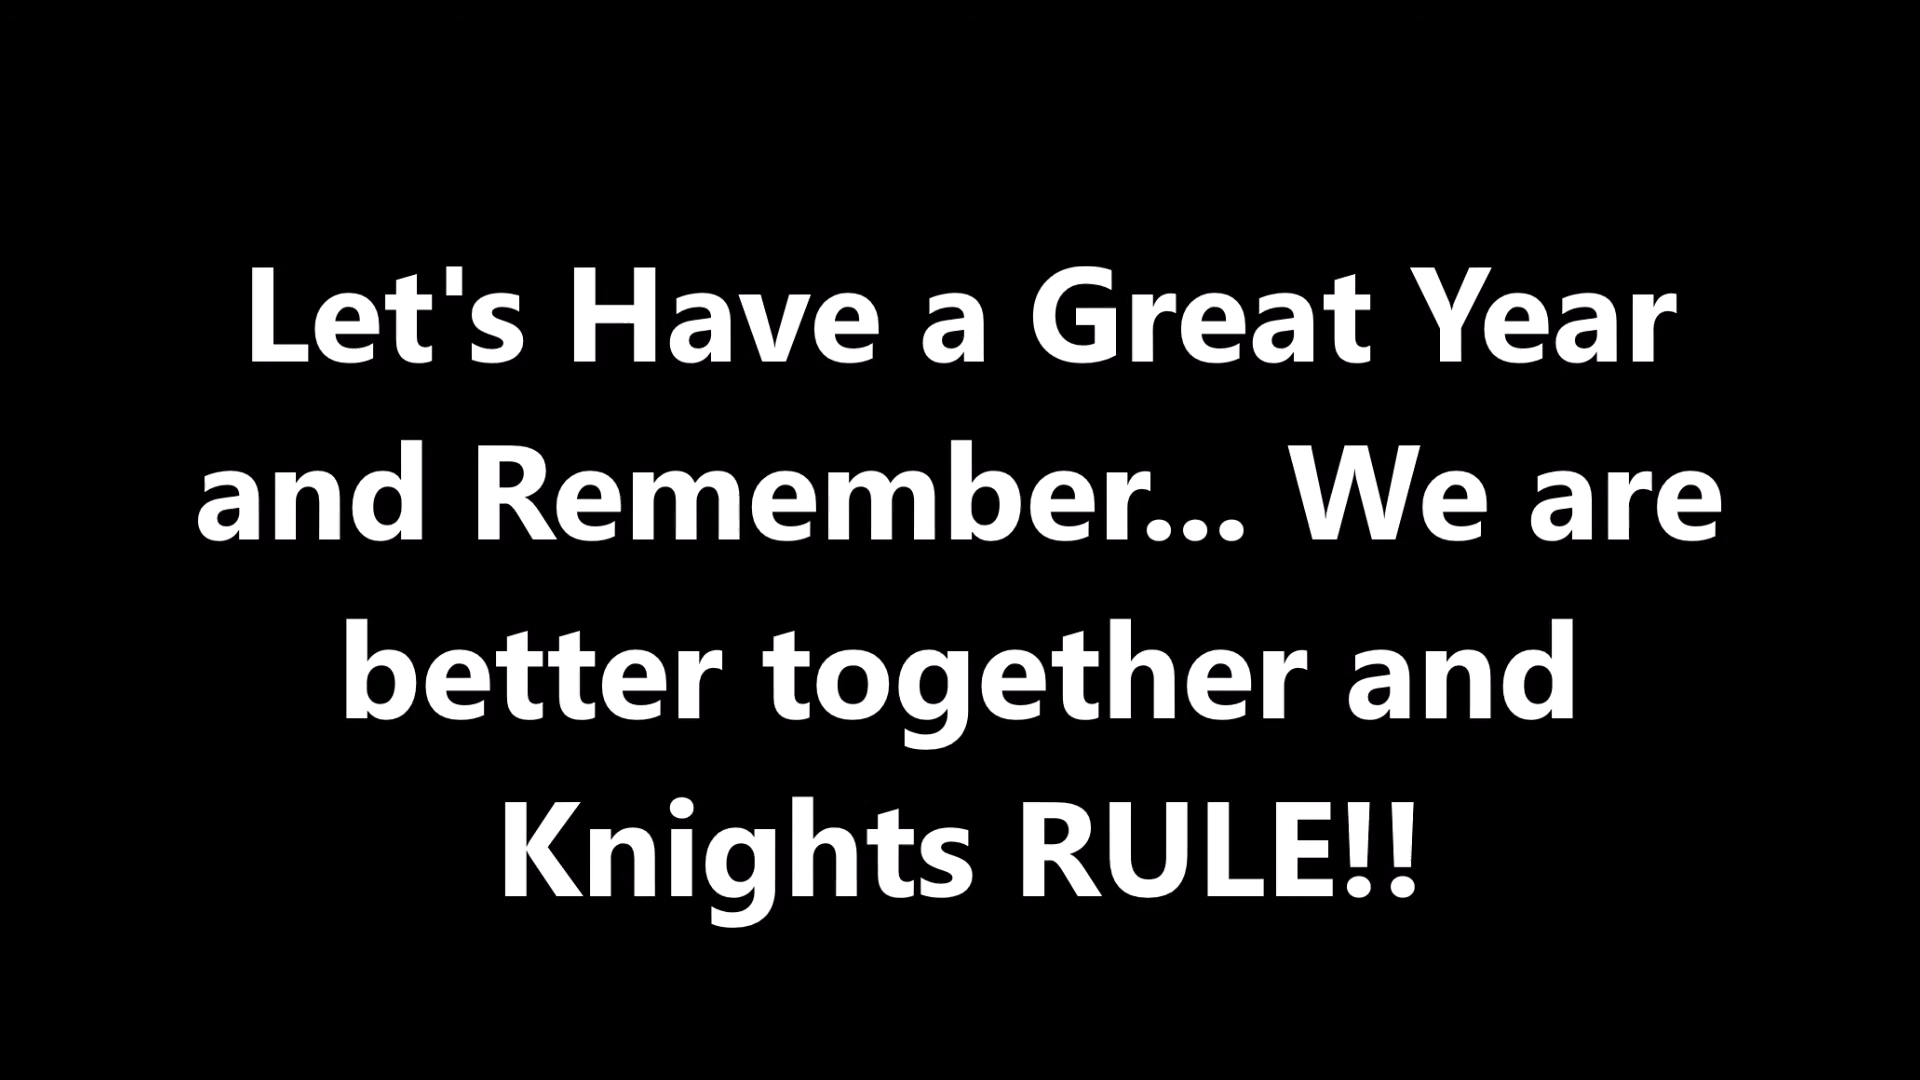 Let's Have a Great Year
and Remember... We are
better together and
Knights RULE!!